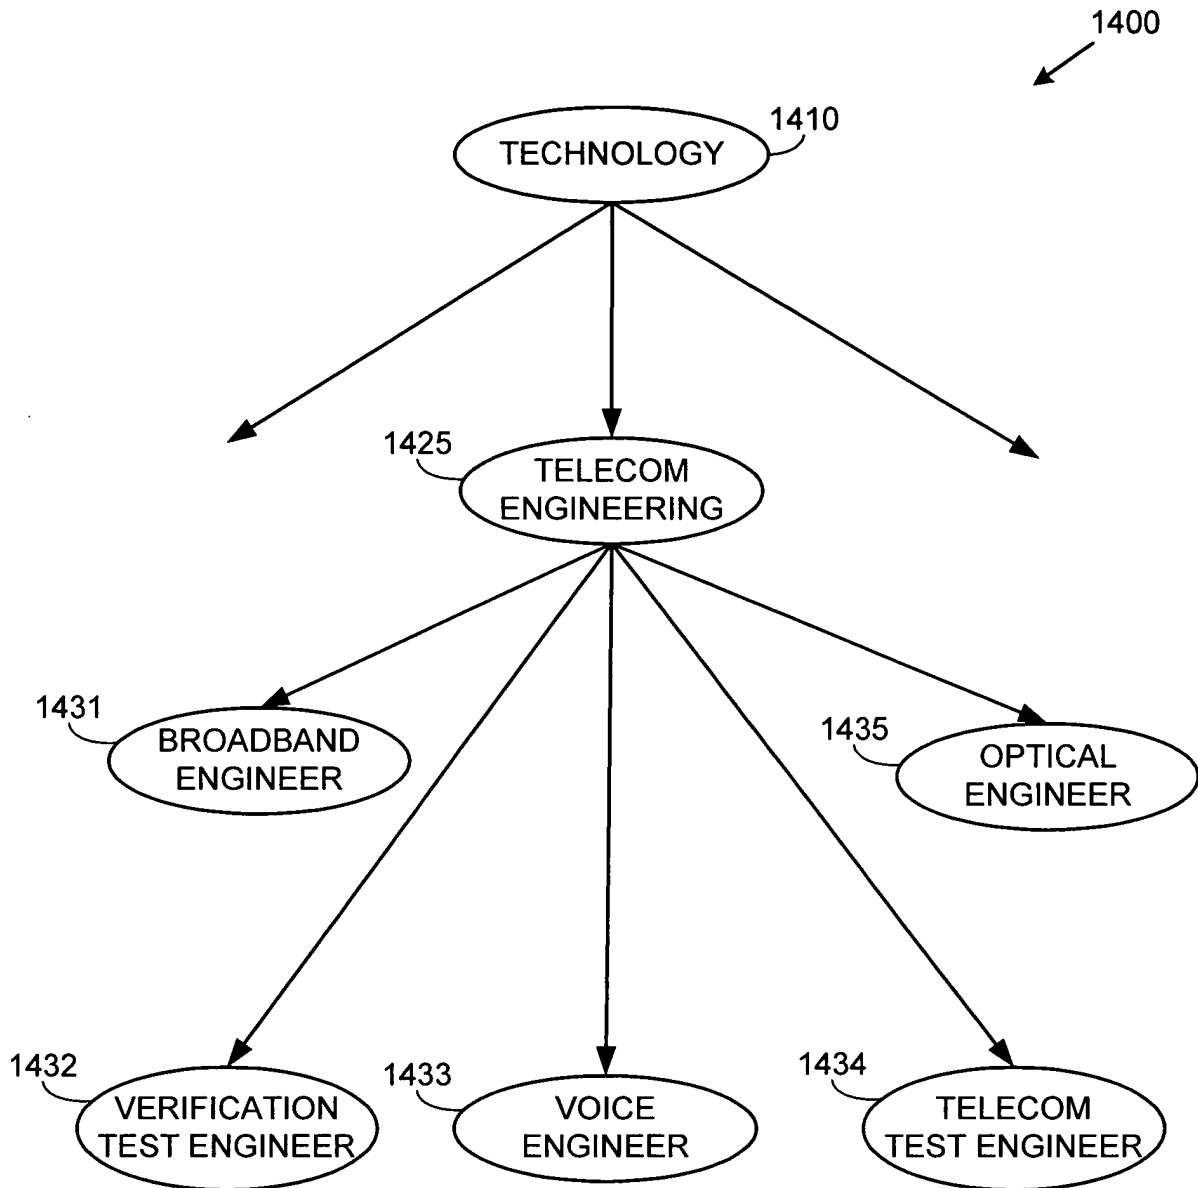 1400
1410
TECHNOLOGY
1425
TELECOM
ENGINEERING
1431
BROADBAND
ENGINEER
1435
OPTICAL
ENGINEER
1432
VERIFICATION
TEST ENGINEER
1433
VOICE
ENGINEER
1434
TELECOM
TEST ENGINEER